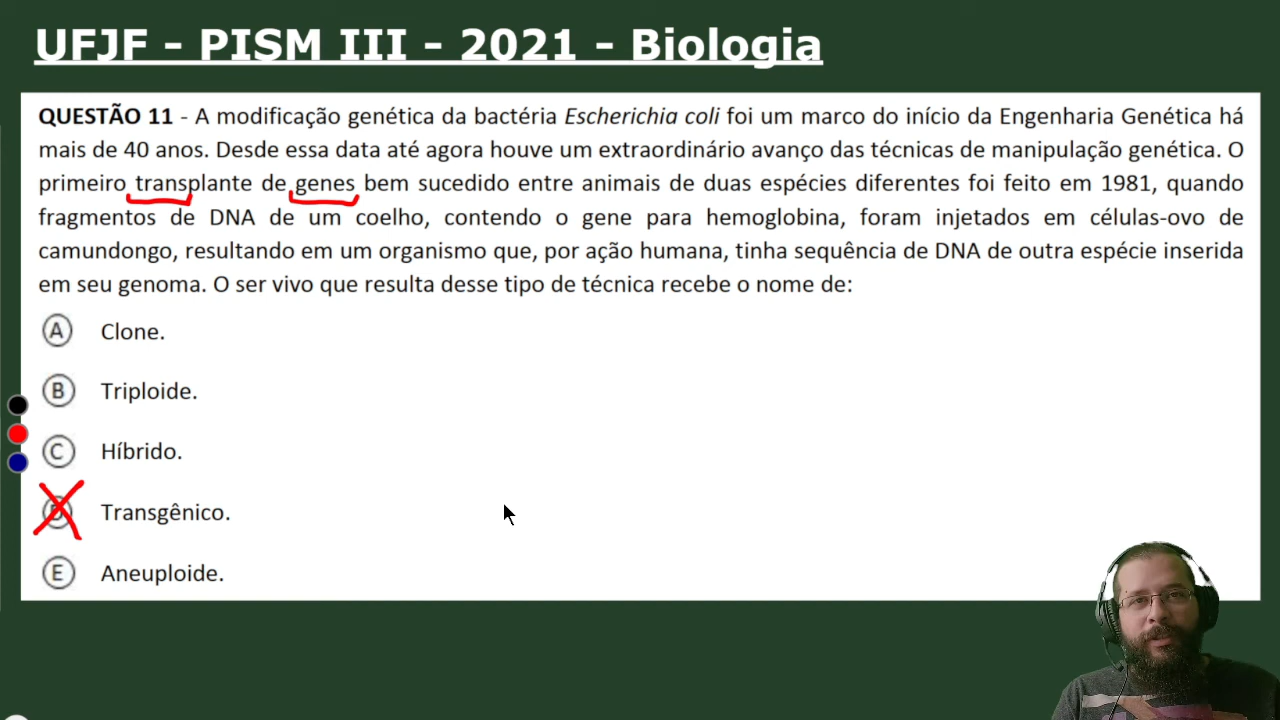 UFJF - PISM III - 2021 - Biologia
QUESTÃO 11 - A modificação genética da bactéria Escherichia coli foi um marco do início da Engenharia Genética há
mais de 40 anos. Desde essa data até agora houve um extraordinário avanço das técnicas de manipulação genética. O
primeiro transplante de genes bem sucedido entre animais de duas espécies diferentes foi feito em 1981, quando
fragmentos de DNA de um coelho, contendo o gene para hemoglobina, foram injetados em células-ovo de
camundongo, resultando em um organismo que, por ação humana, tinha sequência de DNA de outra espécie inserida
em seu genoma. O ser vivo que resulta desse tipo de técnica recebe o nome de:
A Clone.
B Triploide.
C Híbrido.
D Transgênico.
E Aneuploide.